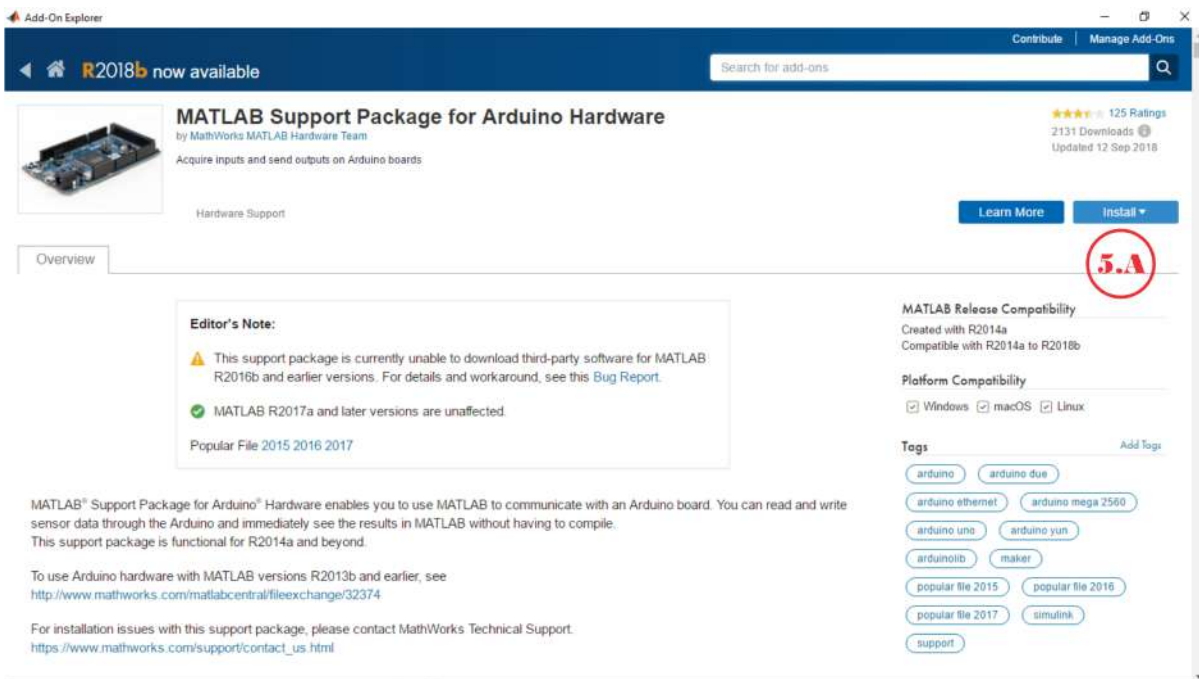 Add-On Explorer
Contribute | Manage Add-Ons
R2018b now available
Search for add-ons
MATLAB Support Package for Arduino Hardware
by MathWorks MATLAB Hardware Team
Acquire inputs and send outputs on Arduino boards
125 Ratings
2131 Downloads
Updated 12 Sep 2018
Hardware Support
Learn More
Install
5.A
Overview
Editor's Note:
This support package is currently unable to download third-party software for MATLAB
R2016b and earlier versions. For details and workaround, see this Bug Report.
MATLAB R2017a and later versions are unaffected.
Popular File 2015 2016 2017
MATLAB® Support Package for Arduino® Hardware enables you to use MATLAB to communicate with an Arduino board. You can read and write
sensor data through the Arduino and immediately see the results in MATLAB without having to compile.
This support package is functional for R2014a and beyond.
To use Arduino hardware with MATLAB versions R2013b and earlier, see
http://www.mathworks.com/matlabcentral/fileexchange/32374
For installation issues with this support package, please contact MathWorks Technical Support.
https://www.mathworks.com/support/contact_us.html
MATLAB Release Compatibility
Created with R2014a
Compatible with R2014a to R2018b
Platform Compatibility
Windows macOS Linux
Tags
Add Tags
arduino arduino due
arduino ethernet arduino mega 2560
arduino uno arduino yun
arduinolib maker
popular file 2015 popular file 2016
popular file 2017 simulink
support